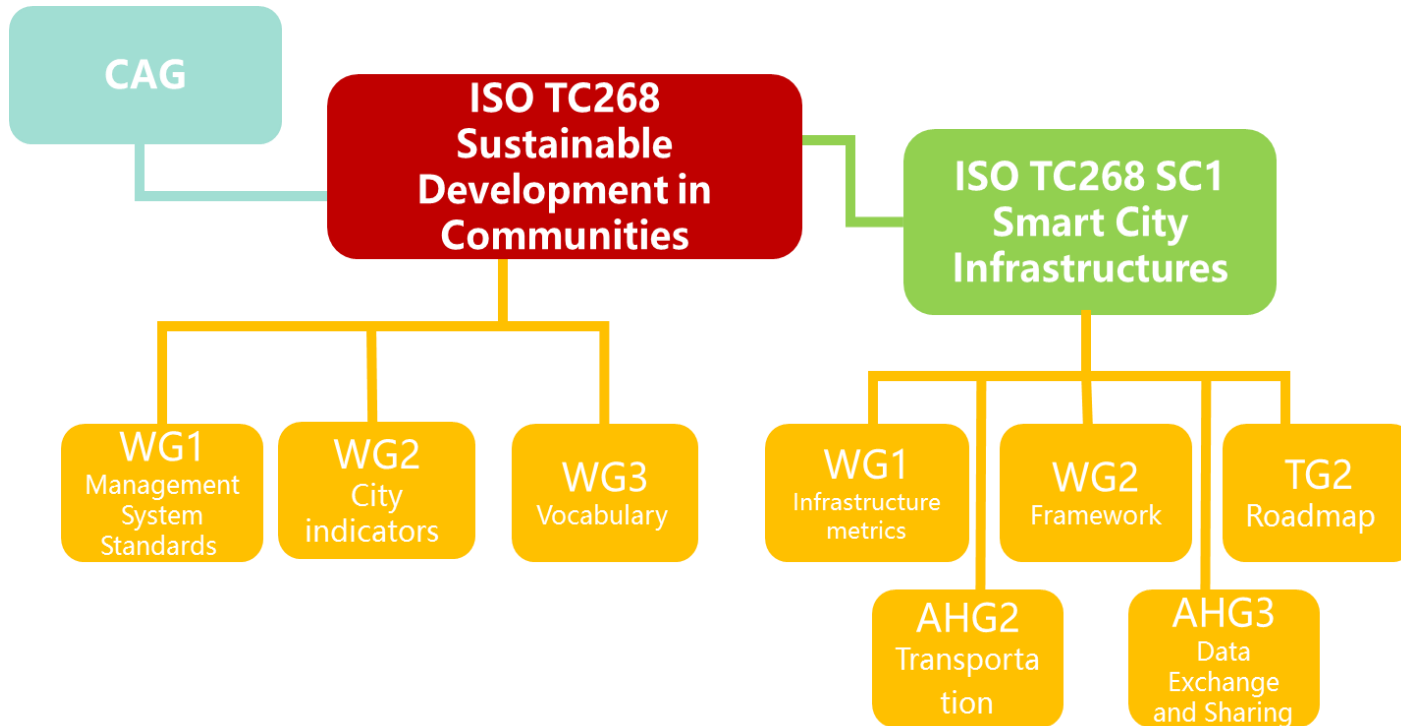 CAG
ISO TC268
Sustainable
Development in
Communities
ISO TC268 SC1
Smart City
Infrastructures
WG1
Management
System
Standards
WG2
City
indicators
WG3
Vocabulary
WG1
Infrastructure
metrics
WG2
Framework
TG2
Roadmap
AHG2
Transporta
tion
AHG3
Data
Exchange
and Sharing